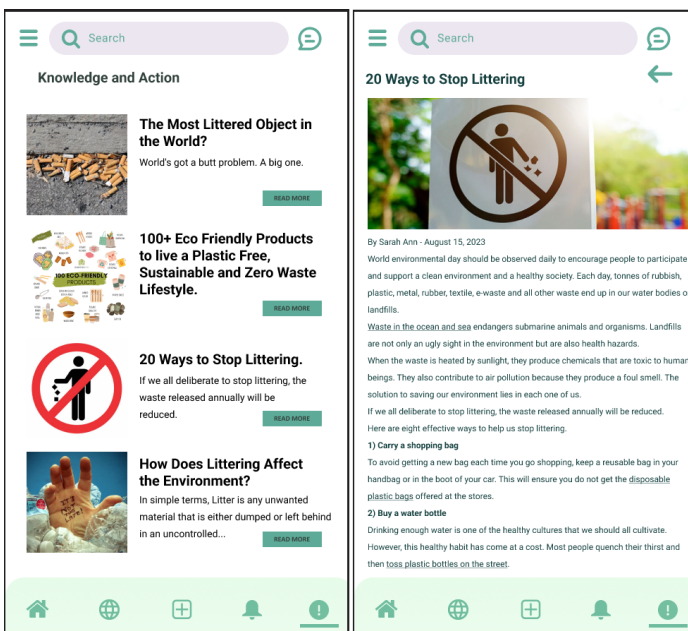 Search
Knowledge and Action
The Most Littered Object in
the World?
World's got a butt problem. A big one.
READ MORE
100 ECO-FRIENDLY
PRODUCTS
100+ Eco Friendly Products
to live a Plastic Free,
Sustainable and Zero Waste
Lifestyle.
READ MORE
20 Ways to Stop Littering.
If we all deliberate to stop littering, the
waste released annually will be
reduced.
READ MORE
How Does Littering Affect
the Environment?
In simple terms, Litter is any unwanted
material that is either dumped or left behind
in an uncontrolled...
READ MORE
Search
20 Ways to Stop Littering
By Sarah Ann - August 15, 2023
World environmental day should be observed daily to encourage people to participate
and support a clean environment and a healthy society. Each day, tonnes of rubbish,
plastic, metal, rubber, textile, e-waste and all other waste end up in our water bodies o
landfills.
Waste in the ocean and sea endangers submarine animals and organisms. Landfills
are not only an ugly sight in the environment but are also health hazards.
When the waste is heated by sunlight, they produce chemicals that are toxic to human
beings. They also contribute to air pollution because they produce a foul smell. The
solution to saving our environment lies in each one of us.
If we all deliberate to stop littering, the waste released annually will be reduced.
Here are eight effective ways to help us stop littering.
1) Carry a shopping bag
To avoid getting a new bag each time you go shopping, keep a reusable bag in your
handbag or in the boot of your car. This will ensure you do not get the disposable
plastic bags offered at the stores.
2) Buy a water bottle
Drinking enough water is one of the healthy cultures that we should all cultivate.
However, this healthy habit has come at a cost. Most people quench their thirst and
then toss plastic bottles on the street.